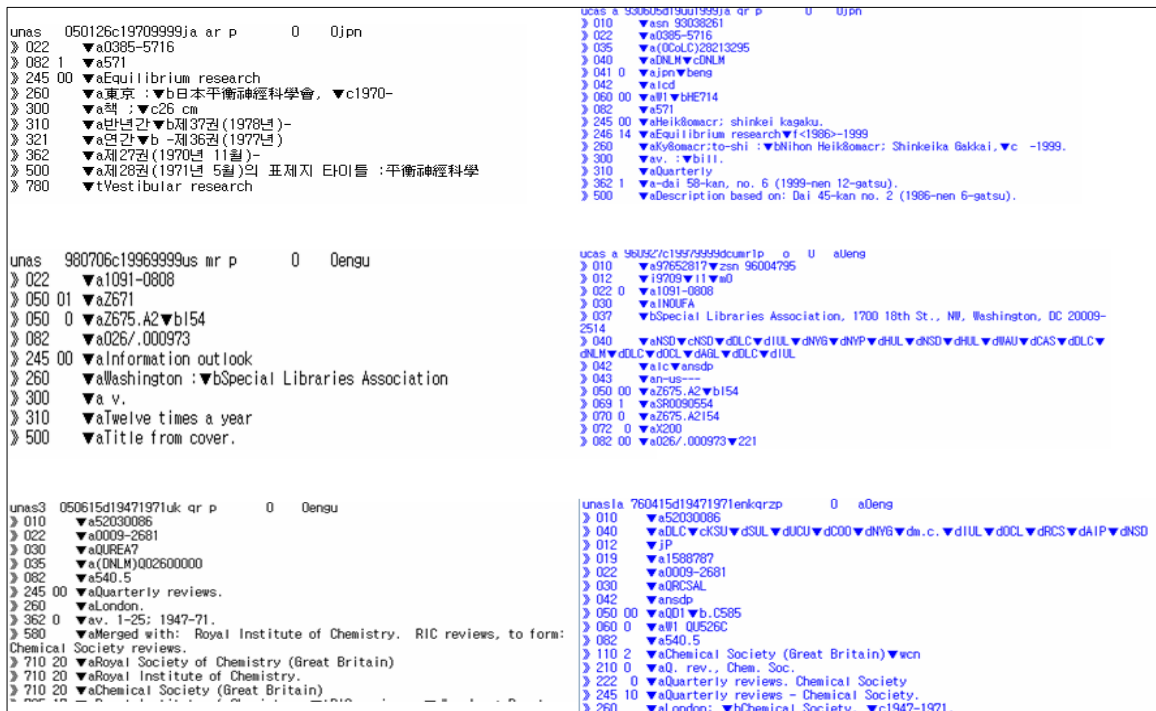 unas 050126c19709999ja ar p 0 0jpn
》 022 ▼a0385-5716
》 082 1 ▼a571
》 245 00 ▼aEquilibrium research
》 260 ▼a東京 :▼b日本平衡神經科學會, ▼c1970-
》 300 ▼a책 ;▼c26 cm
》 310 ▼a반년간▼b제37권(1978년)-
》 321 ▼a연간▼b -제36권(1977년)
》 362 ▼a제27권(1970년 11월)-
》 500 ▼a제28권(1971년 5월)의 표제지 타이틀 :平衡神經科學
》 780 ▼tVestibular research
ucas a 930605d19uu1999ja qr p 0 0jpn
》 010 ▼asn 93038261
》 022 ▼a0385-5716
》 035 ▼a(OCoLC)28213295
》 040 ▼aDNLM▼cDNLM
》 041 0 ▼ajpn▼beng
》 042 ▼alcd
》 060 00 ▼aW1▼bHE714
》 082 ▼a571
》 245 00 ▼aHeik&omacr; shinkei kagaku.
》 246 14 ▼aEquilibrium research▼f<1986>-1999
》 260 ▼aKy&omacr;to-shi :▼bNihon Heik&omacr; Shinkeika Gakkai,▼c -1999.
》 300 ▼av. :▼bill.
》 310 ▼aQuarterly
》 362 1 ▼a-dai 58-kan, no. 6 (1999-nen 12-gatsu).
》 500 ▼aDescription based on: Dai 45-kan no. 2 (1986-nen 6-gatsu).
unas 980706c19969999us mr p 0 0engu
》 022 ▼a1091-0808
》 050 01 ▼aZ671
》 050 0 ▼aZ675.A2▼bI54
》 082 ▼a026/.000973
》 245 00 ▼aInformation outlook
》 260 ▼aWashington :▼bSpecial Libraries Association
》 300 ▼a v.
》 310 ▼aTwelve times a year
》 500 ▼aTitle from cover.
ucas a 960927c19979999dcumr1p o 0 a0eng
》 010 ▼a97652817▼zsn 96004795
》 012 ▼i9709▼l1▼m0
》 022 0 ▼a1091-0808
》 030 ▼aINOUFA
》 037 ▼bSpecial Libraries Association, 1700 18th St., NW, Washington, DC 20009-
2514
》 040 ▼aNSD▼cNSD▼dDLC▼dIUL▼dNYG▼dNYP▼dHUL▼dNSD▼dHUL▼dWAU▼dCAS▼dDLC▼
dNLM▼dDLC▼dOCL▼dAGL▼dDLC▼dIUL
》 042 ▼alc▼ansdp
》 043 ▼an-us---
》 050 00 ▼aZ675.A2▼bI54
》 069 1 ▼aSR0090554
》 070 0 ▼aZ675.A2I54
》 072 0 ▼aX200
》 082 00 ▼a026/.000973▼221
unas3 050615d19471971uk qr p 0 0engu
》 010 ▼a52030086
》 022 ▼a0009-2681
》 030 ▼aQUREA7
》 035 ▼a(DNLM)Q02600000
》 082 ▼a540.5
》 245 00 ▼aQuarterly reviews.
》 260 ▼aLondon.
》 362 0 ▼av. 1-25; 1947-71.
》 580 ▼aMerged with: Royal Institute of Chemistry. RIC reviews, to form:
Chemical Society reviews.
》 710 20 ▼aRoyal Society of Chemistry (Great Britain)
》 710 20 ▼aRoyal Institute of Chemistry.
》 710 20 ▼aChemical Society (Great Britain)
unasla 760415d19471971enkqrzp 0 a0eng
》 010 ▼a52030086
》 040 ▼aDLC▼cKSU▼dSUL▼dUCU▼dCOO▼dNYG▼dm.c.▼dIUL▼dOCL▼dRCS▼dAIP▼dNSD
》 012 ▼jP
》 019 ▼a1588787
》 022 ▼a0009-2681
》 030 ▼aQRCSAL
》 042 ▼ansdp
》 050 00 ▼aQD1▼b.C585
》 060 0 ▼aW1 QU526C
》 082 ▼a540.5
》 110 2 ▼aChemical Society (Great Britain)▼wcn
》 210 0 ▼aQ. rev., Chem. Soc.
》 222 0 ▼aQuarterly reviews. Chemical Society
》 245 10 ▼aQuarterly reviews - Chemical Society.
》 260 ▼aLondon: ▼bChemical Society, ▼c1947-1971.